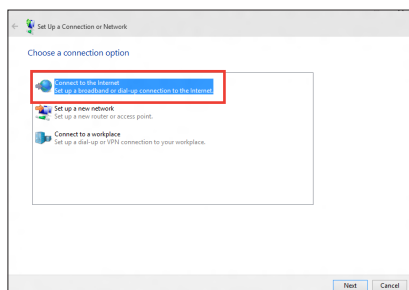 Set Up a Connection or Network
Choose a connection option
Connect to the Internet
Set up a broadband or dial-up connection to the Internet.
Set up a new network
Set up a new router or access point.
Connect to a workplace
Set up a dial-up or VPN connection to your workplace.
Next Cancel